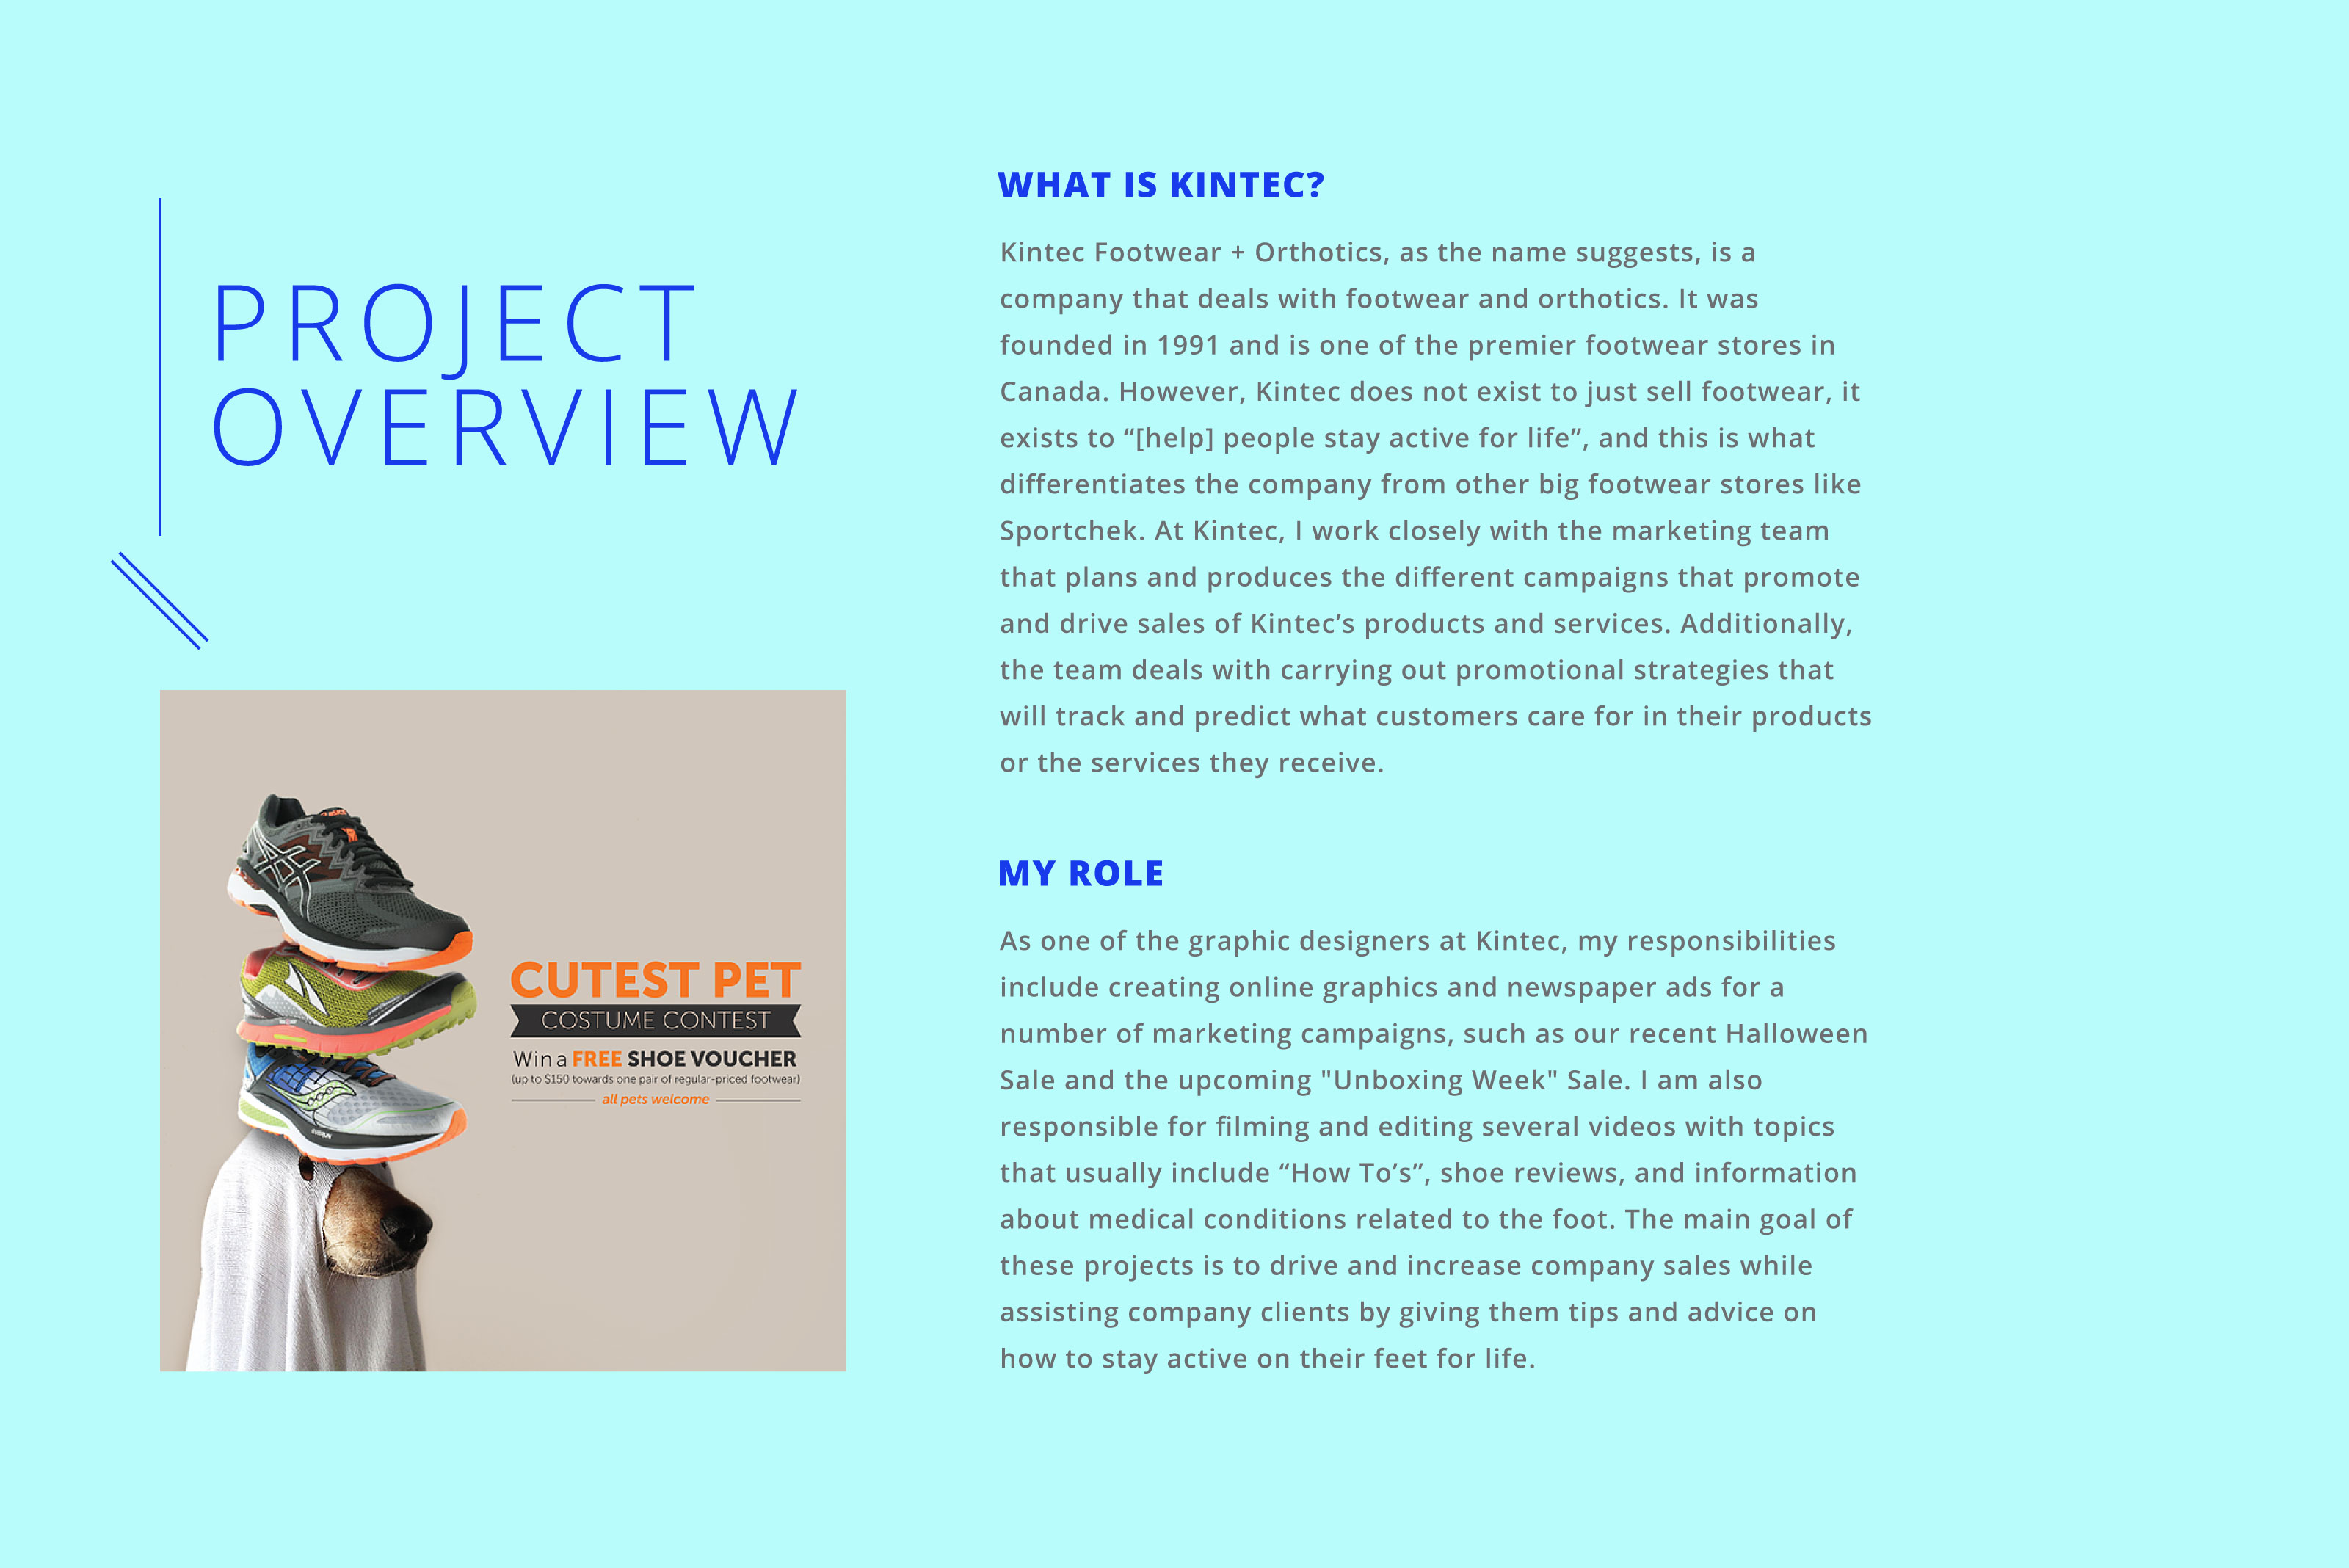 PROJECT
OVERVIEW
CUTEST PET
COSTUME CONTEST
Win a FREE SHOE VOUCHER
(up to $150 towards one pair of regular-priced footwear)
all pets welcome
WHAT IS KINTEC?
Kintec Footwear + Orthotics, as the name suggests, is a
company that deals with footwear and orthotics. It was
founded in 1991 and is one of the premier footwear stores in
Canada. However, Kintec does not exist to just sell footwear, it
exists to “[help] people stay active for life”, and this is what
differentiates the company from other big footwear stores like
Sportchek. At Kintec, I work closely with the marketing team
that plans and produces the different campaigns that promote
and drive sales of Kintec’s products and services. Additionally,
the team deals with carrying out promotional strategies that
will track and predict what customers care for in their products
or the services they receive.
MY ROLE
As one of the graphic designers at Kintec, my responsibilities
include creating online graphics and newspaper ads for a
number of marketing campaigns, such as our recent Halloween
Sale and the upcoming "Unboxing Week" Sale. I am also
responsible for filming and editing several videos with topics
that usually include “How To’s”, shoe reviews, and information
about medical conditions related to the foot. The main goal of
these projects is to drive and increase company sales while
assisting company clients by giving them tips and advice on
how to stay active on their feet for life.